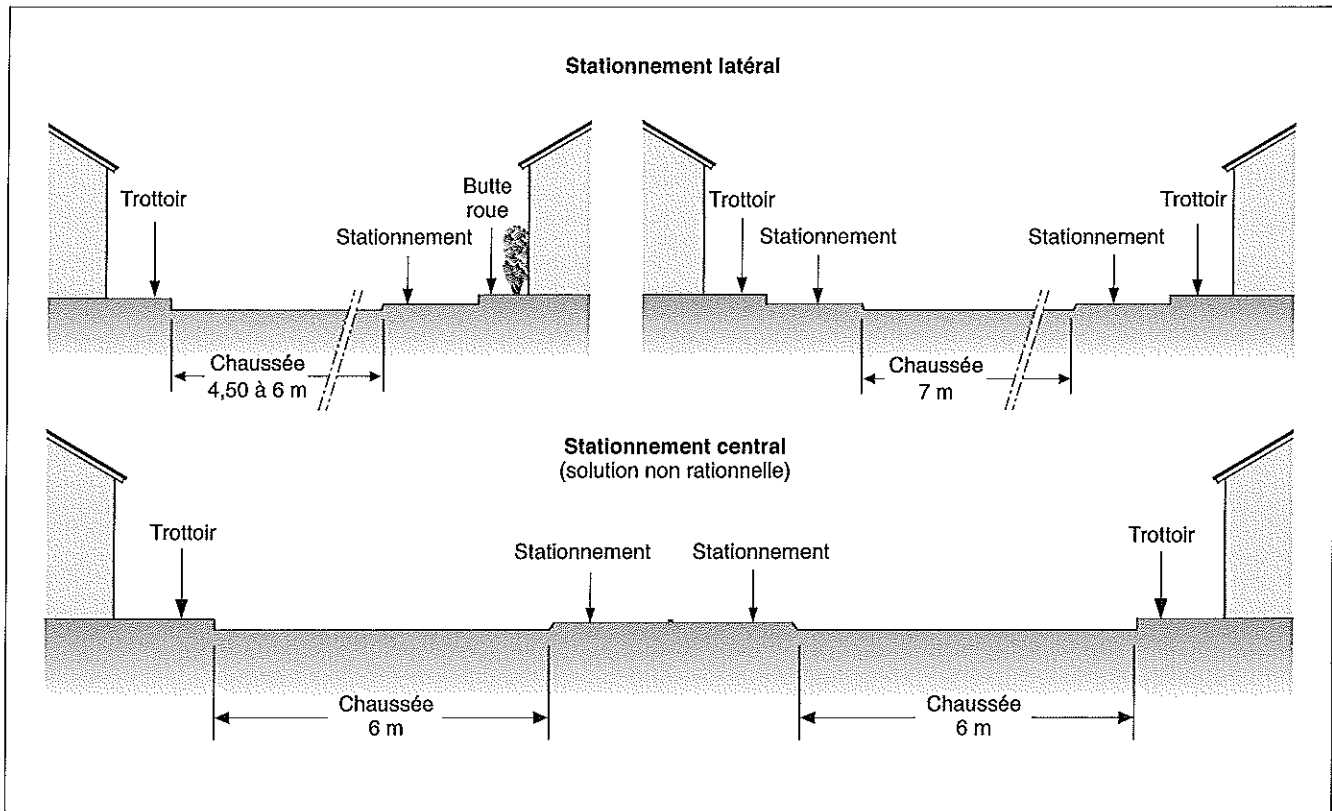 Stationnement latéral
Trottoir
Stationnement
Butte
roue
Chaussée
4,50 à 6 m
Trottoir
Stationnement
Stationnement
Trottoir
Chaussée
7 m
Stationnement central
(solution non rationnelle)
Trottoir
Stationnement
Stationnement
Trottoir
Chaussée
6 m
Chaussée
6 m